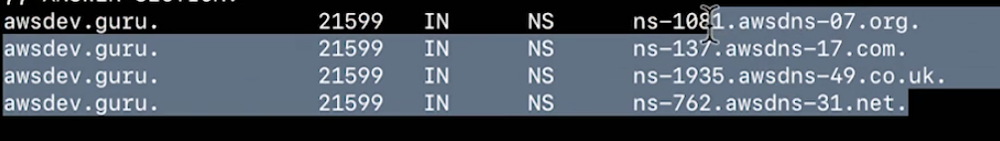 awsdev.guru. 21599 IN NS ns-1081.awsdns-07.org.
awsdev.guru. 21599 IN NS ns-137.awsdns-17.com.
awsdev.guru. 21599 IN NS ns-1935.awsdns-49.co.uk.
awsdev.guru. 21599 IN NS ns-762.awsdns-31.net.